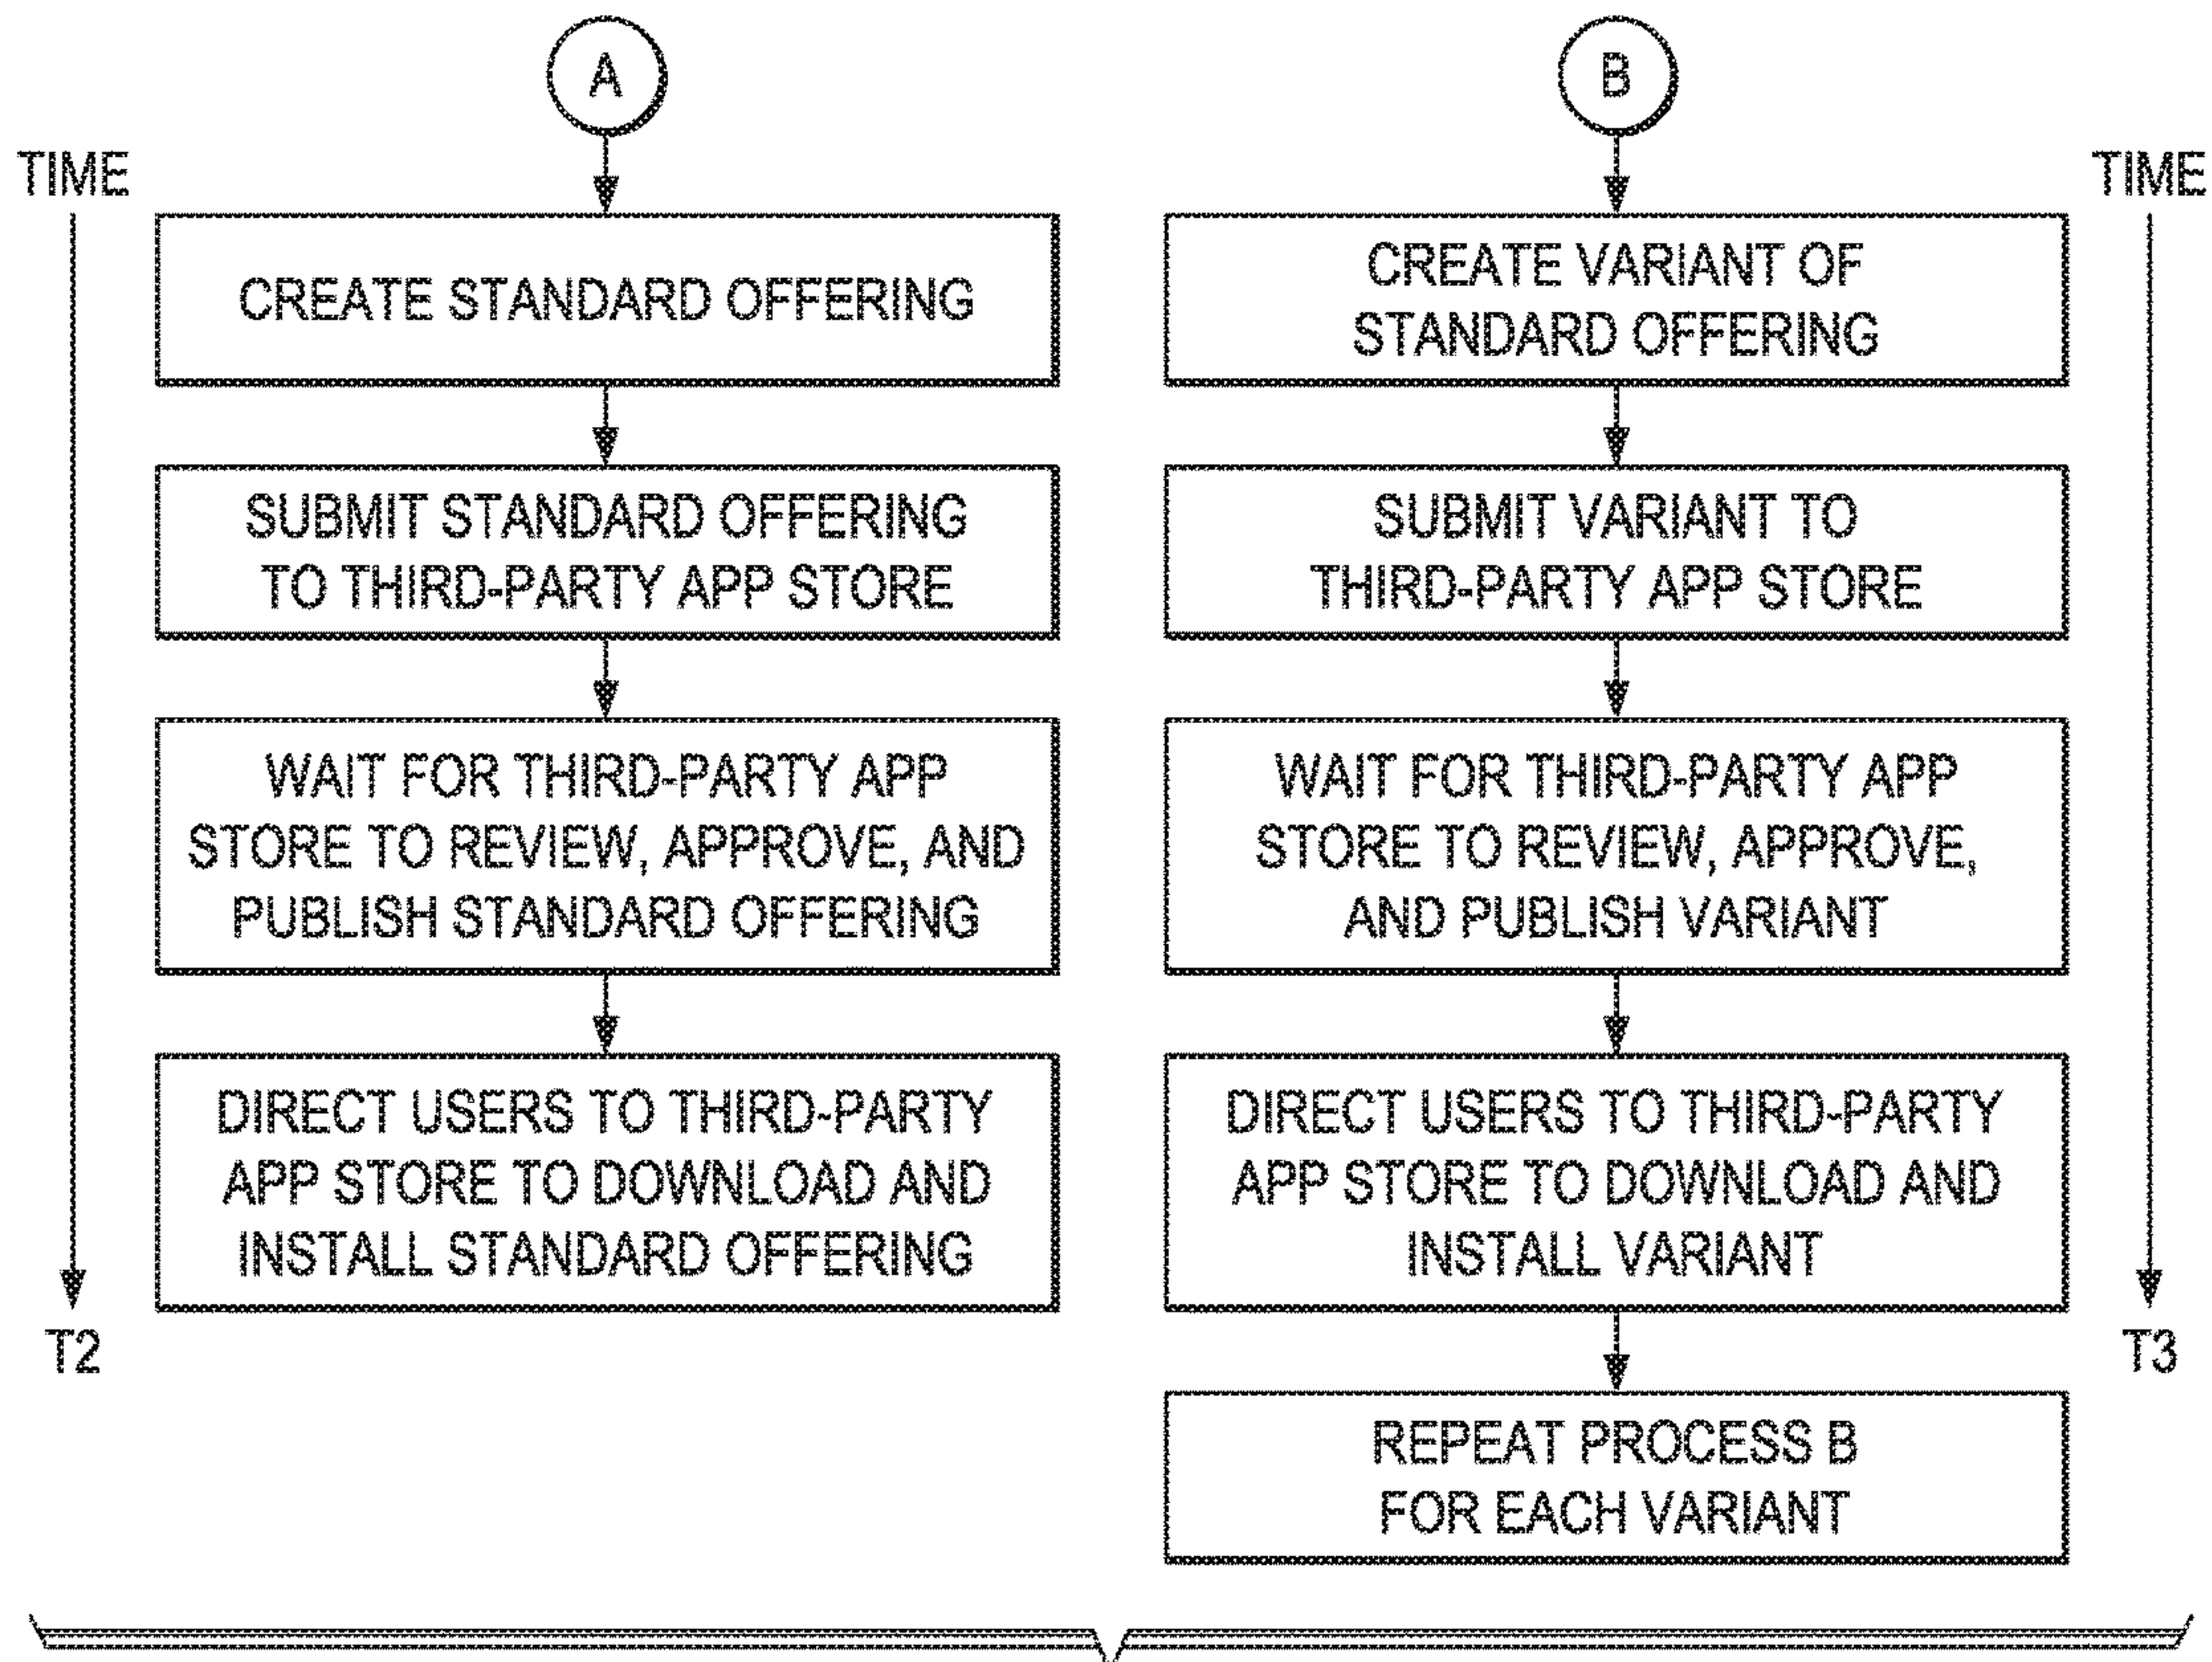 A
TIME
CREATE STANDARD OFFERING
SUBMIT STANDARD OFFERING
TO THIRD-PARTY APP STORE
WAIT FOR THIRD-PARTY APP
STORE TO REVIEW, APPROVE, AND
PUBLISH STANDARD OFFERING
DIRECT USERS TO THIRD-PARTY
APP STORE TO DOWNLOAD AND
INSTALL STANDARD OFFERING
T2
B
TIME
CREATE VARIANT OF
STANDARD OFFERING
SUBMIT VARIANT TO
THIRD-PARTY APP STORE
WAIT FOR THIRD-PARTY APP
STORE TO REVIEW, APPROVE,
AND PUBLISH VARIANT
DIRECT USERS TO THIRD-PARTY
APP STORE TO DOWNLOAD AND
INSTALL VARIANT
T3
REPEAT PROCESS B
FOR EACH VARIANT